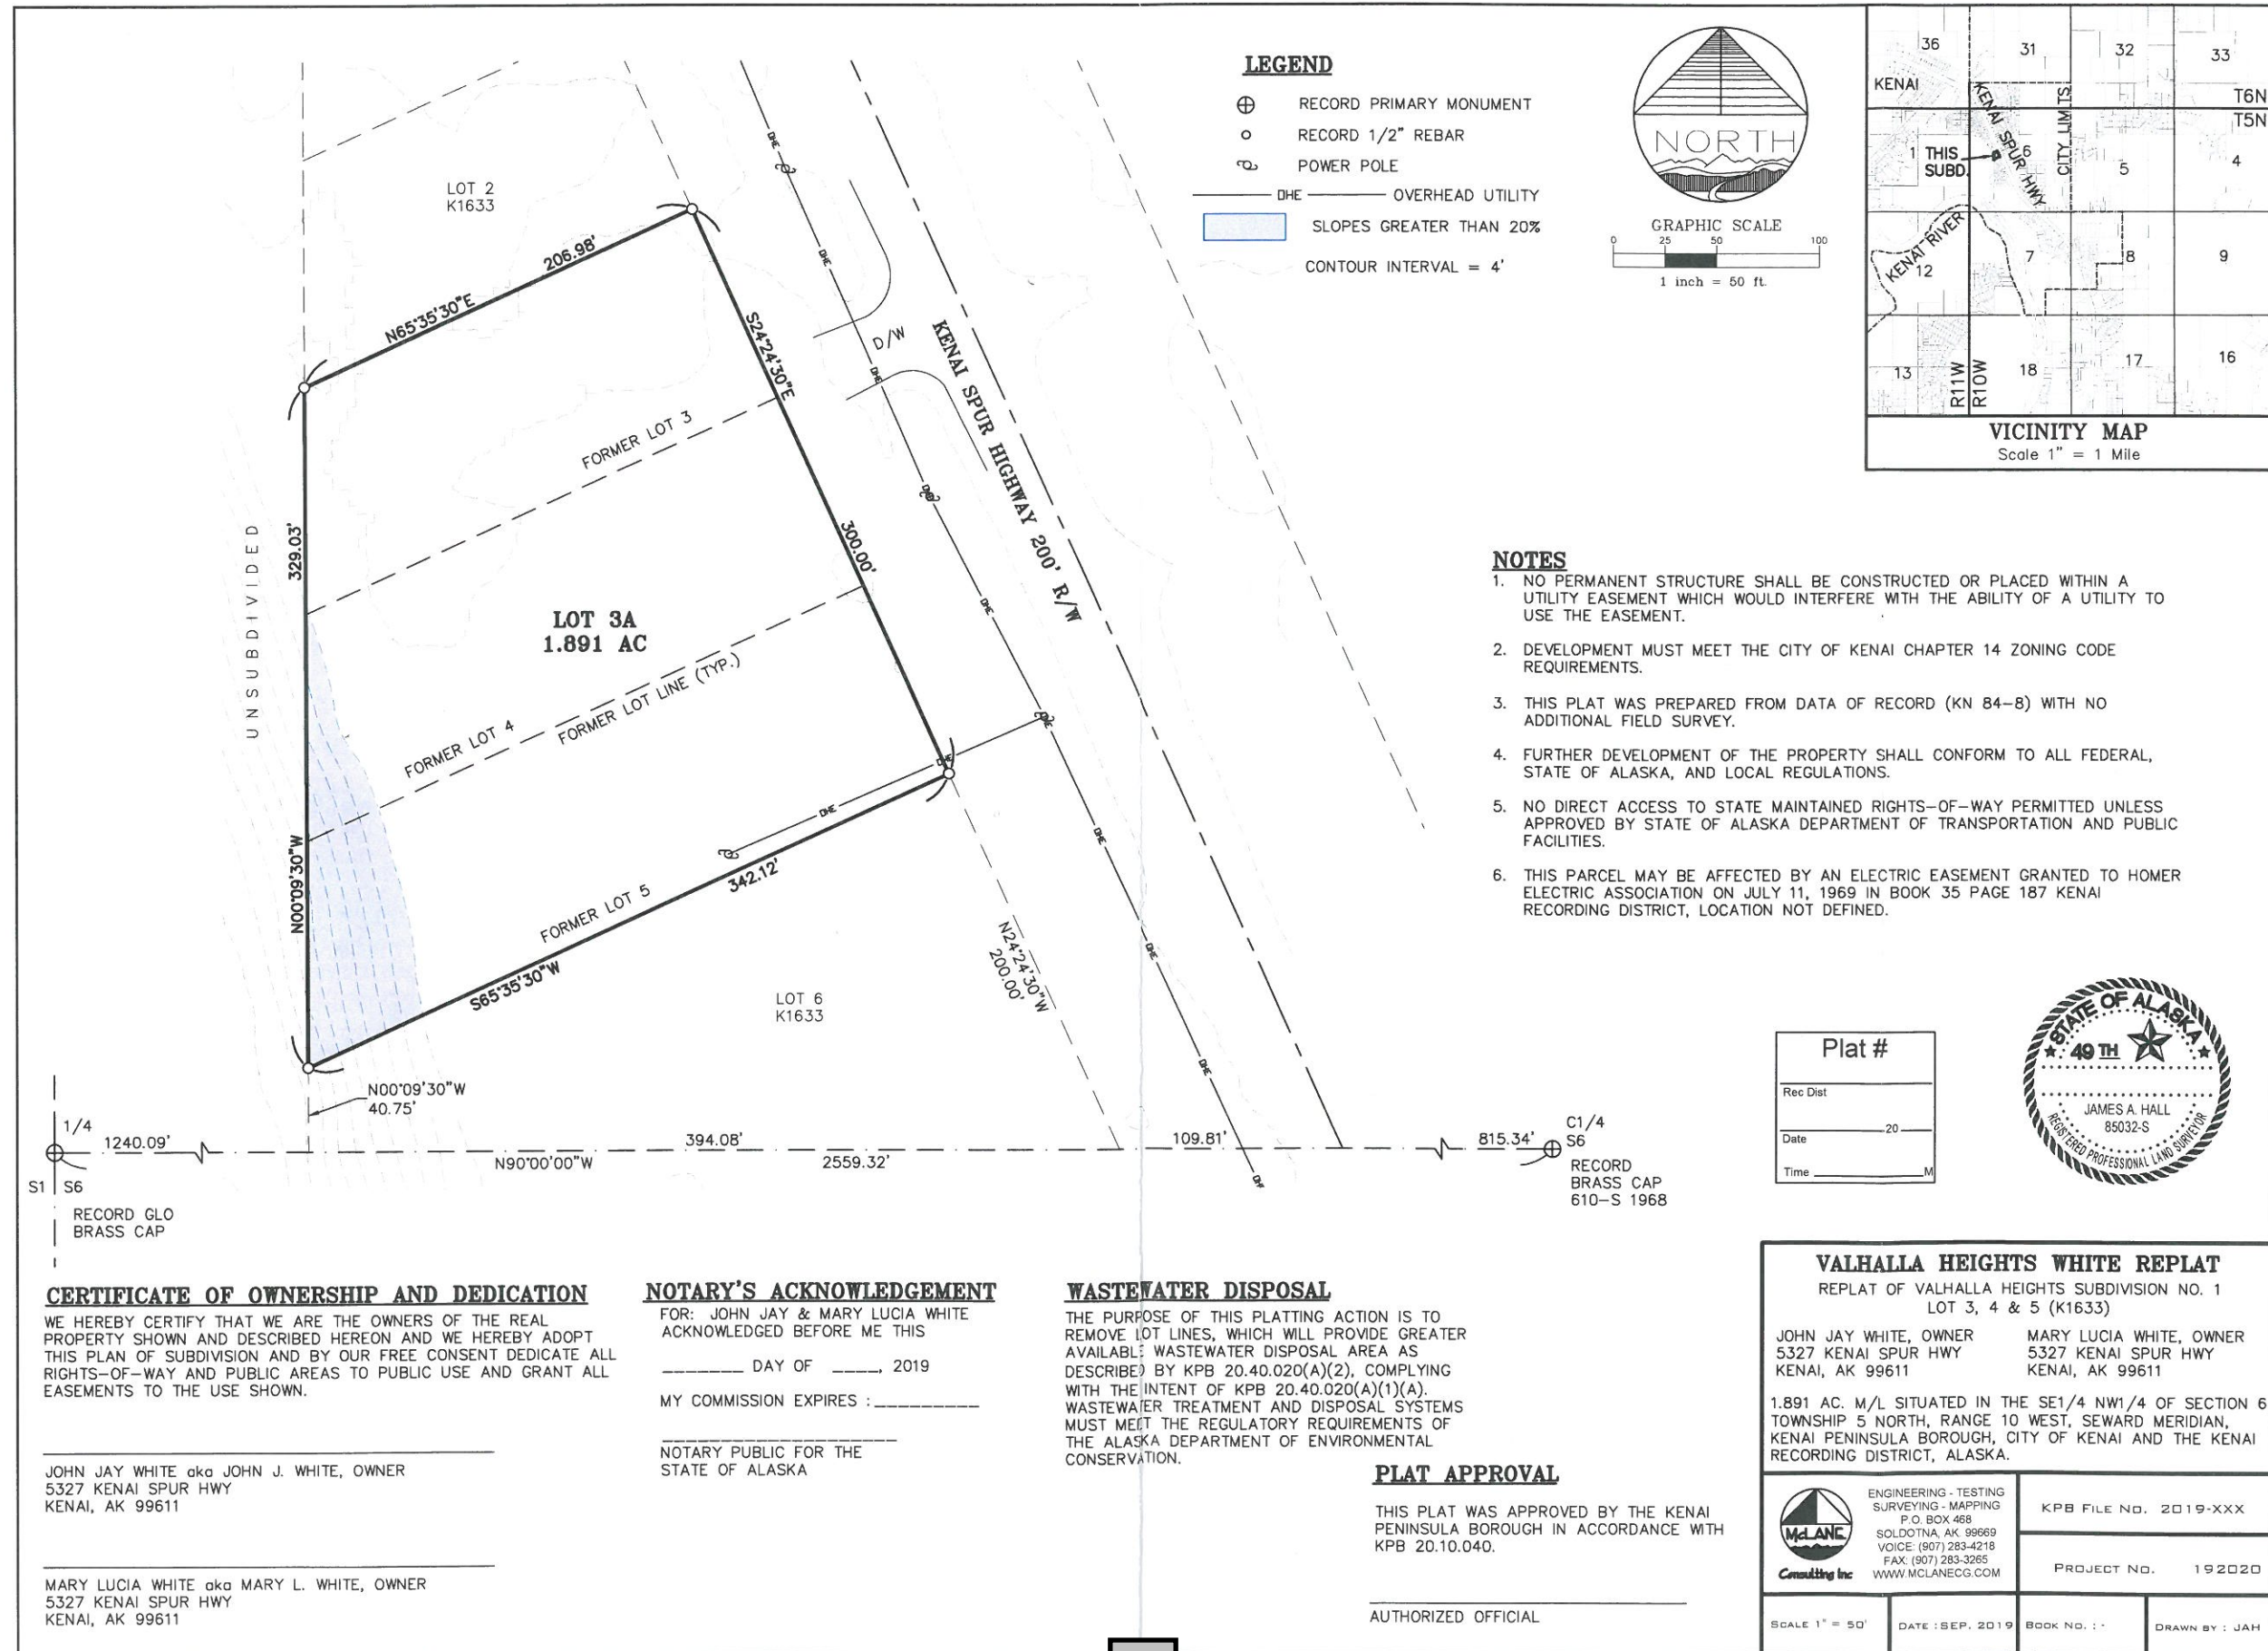 LEGEND
RECORD PRIMARY MONUMENT
RECORD 1/2" REBAR
POWER POLE
OHE OVERHEAD UTILITY
SLOPES GREATER THAN 20%
CONTOUR INTERVAL = 4'
NORTH
GRAPHIC SCALE
0 25 50 100
1 inch = 50 ft.
36 31 32 33
KENAI
T6N
T5N
KENAI SPUR HWY
CITY LIMITS
1 THIS SUBD. 6 5 4
KENAI RIVER
12 7 8 9
13 18 17 16
R11W
R10W
VICINITY MAP
Scale 1" = 1 Mile
LOT 2
K1633
206.98'
N65°35'30"E
S24°24'30"E
300.00'
D/W
KENAI SPUR HIGHWAY 200' R/W
OHE
FORMER LOT 3
UNSUBDIVIDED
329.03'
N00°09'30"W
LOT 3A
1.891 AC
FORMER LOT LINE (TYP.)
FORMER LOT 4
FORMER LOT 5
342.12'
S65°35'30"W
LOT 6
K1633
N24°24'30"W
200.00'
N00°09'30"W
40.75'
1/4
S1 S6
RECORD GLO
BRASS CAP
1240.09'
394.08'
109.81'
815.34'
N90°00'00"W
2559.32'
C1/4
S6
RECORD
BRASS CAP
610-S 1968
NOTES
1. NO PERMANENT STRUCTURE SHALL BE CONSTRUCTED OR PLACED WITHIN A
UTILITY EASEMENT WHICH WOULD INTERFERE WITH THE ABILITY OF A UTILITY TO
USE THE EASEMENT.
2. DEVELOPMENT MUST MEET THE CITY OF KENAI CHAPTER 14 ZONING CODE
REQUIREMENTS.
3. THIS PLAT WAS PREPARED FROM DATA OF RECORD (KN 84-8) WITH NO
ADDITIONAL FIELD SURVEY.
4. FURTHER DEVELOPMENT OF THE PROPERTY SHALL CONFORM TO ALL FEDERAL,
STATE OF ALASKA, AND LOCAL REGULATIONS.
5. NO DIRECT ACCESS TO STATE MAINTAINED RIGHTS-OF-WAY PERMITTED UNLESS
APPROVED BY STATE OF ALASKA DEPARTMENT OF TRANSPORTATION AND PUBLIC
FACILITIES.
6. THIS PARCEL MAY BE AFFECTED BY AN ELECTRIC EASEMENT GRANTED TO HOMER
ELECTRIC ASSOCIATION ON JULY 11, 1969 IN BOOK 35 PAGE 187 KENAI
RECORDING DISTRICT, LOCATION NOT DEFINED.
Plat #
Rec Dist
20
Date
Time M
STATE OF ALASKA
49 TH
JAMES A. HALL
85032-S
REGISTERED PROFESSIONAL LAND SURVEYOR
CERTIFICATE OF OWNERSHIP AND DEDICATION
WE HEREBY CERTIFY THAT WE ARE THE OWNERS OF THE REAL
PROPERTY SHOWN AND DESCRIBED HEREON AND WE HEREBY ADOPT
THIS PLAN OF SUBDIVISION AND BY OUR FREE CONSENT DEDICATE ALL
RIGHTS-OF-WAY AND PUBLIC AREAS TO PUBLIC USE AND GRANT ALL
EASEMENTS TO THE USE SHOWN.
JOHN JAY WHITE aka JOHN J. WHITE, OWNER
5327 KENAI SPUR HWY
KENAI, AK 99611
MARY LUCIA WHITE aka MARY L. WHITE, OWNER
5327 KENAI SPUR HWY
KENAI, AK 99611
NOTARY'S ACKNOWLEDGEMENT
FOR: JOHN JAY & MARY LUCIA WHITE
ACKNOWLEDGED BEFORE ME THIS
_______ DAY OF ____, 2019
MY COMMISSION EXPIRES :_________
NOTARY PUBLIC FOR THE
STATE OF ALASKA
WASTEWATER DISPOSAL
THE PURPOSE OF THIS PLATTING ACTION IS TO
REMOVE LOT LINES, WHICH WILL PROVIDE GREATER
AVAILABLE WASTEWATER DISPOSAL AREA AS
DESCRIBED BY KPB 20.40.020(A)(2), COMPLYING
WITH THE INTENT OF KPB 20.40.020(A)(1)(A).
WASTEWATER TREATMENT AND DISPOSAL SYSTEMS
MUST MEET THE REGULATORY REQUIREMENTS OF
THE ALASKA DEPARTMENT OF ENVIRONMENTAL
CONSERVATION.
PLAT APPROVAL
THIS PLAT WAS APPROVED BY THE KENAI
PENINSULA BOROUGH IN ACCORDANCE WITH
KPB 20.10.040.
AUTHORIZED OFFICIAL
VALHALLA HEIGHTS WHITE REPLAT
REPLAT OF VALHALLA HEIGHTS SUBDIVISION NO. 1
LOT 3, 4 & 5 (K1633)
JOHN JAY WHITE, OWNER
5327 KENAI SPUR HWY
KENAI, AK 99611
MARY LUCIA WHITE, OWNER
5327 KENAI SPUR HWY
KENAI, AK 99611
1.891 AC. M/L SITUATED IN THE SE1/4 NW1/4 OF SECTION 6
TOWNSHIP 5 NORTH, RANGE 10 WEST, SEWARD MERIDIAN,
KENAI PENINSULA BOROUGH, CITY OF KENAI AND THE KENAI
RECORDING DISTRICT, ALASKA.
McLANE
Consulting Inc
ENGINEERING - TESTING
SURVEYING - MAPPING
P.O. BOX 468
SOLDOTNA, AK. 99669
VOICE: (907) 283-4218
FAX: (907) 283-3265
WWW.MCLANECG.COM
KPB FILE NO. 2019-XXX
PROJECT NO. 192020
SCALE 1" = 50'
DATE : SEP. 2019
BOOK NO. : -
DRAWN BY : JAH